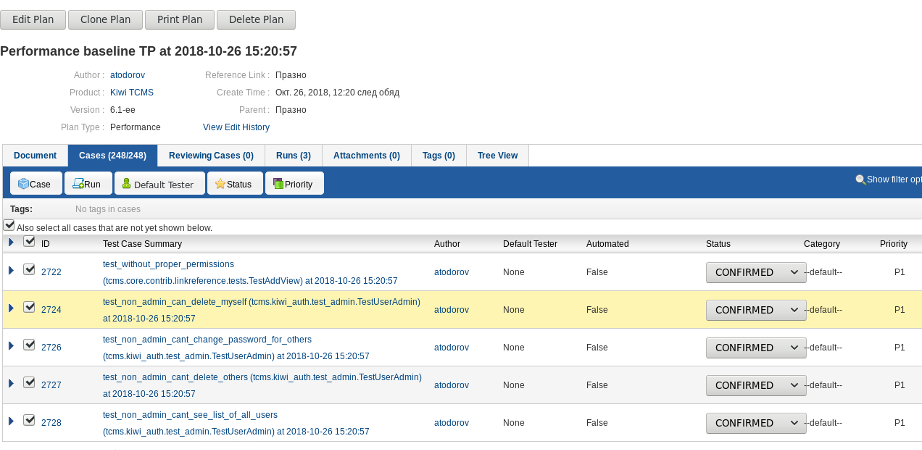 Edit Plan Clone Plan Print Plan Delete Plan
Performance baseline TP at 2018-10-26 15:20:57
Author : atodorov Reference Link : Празно
Product : Kiwi TCMS Create Time : Окт. 26, 2018, 12:20 след обяд
Version : 6.1-ee Parent : Празно
Plan Type : Performance View Edit History
Document Cases (248/248) Reviewing Cases (0) Runs (3) Attachments (0) Tags (0) Tree View
Case Run Default Tester Status Priority Show filter opt
Tags: No tags in cases
Also select all cases that are not yet shown below.
ID Test Case Summary Author Default Tester Automated Status Category Priority
test_without_proper_permissions
2722 (tcms.core.contrib.linkreference.tests.TestAddView) at 2018-10-26 15:20:57 atodorov None False CONFIRMED --default-- P1
test_non_admin_can_delete_myself (tcms.kiwi_auth.test_admin.TestUserAdmin)
2724 at 2018-10-26 15:20:57 atodorov None False CONFIRMED --default-- P1
test_non_admin_cant_change_password_for_others
2726 (tcms.kiwi_auth.test_admin.TestUserAdmin) at 2018-10-26 15:20:57 atodorov None False CONFIRMED --default-- P1
test_non_admin_cant_delete_others (tcms.kiwi_auth.test_admin.TestUserAdmin)
2727 at 2018-10-26 15:20:57 atodorov None False CONFIRMED --default-- P1
test_non_admin_cant_see_list_of_all_users
2728 (tcms.kiwi_auth.test_admin.TestUserAdmin) at 2018-10-26 15:20:57 atodorov None False CONFIRMED --default-- P1